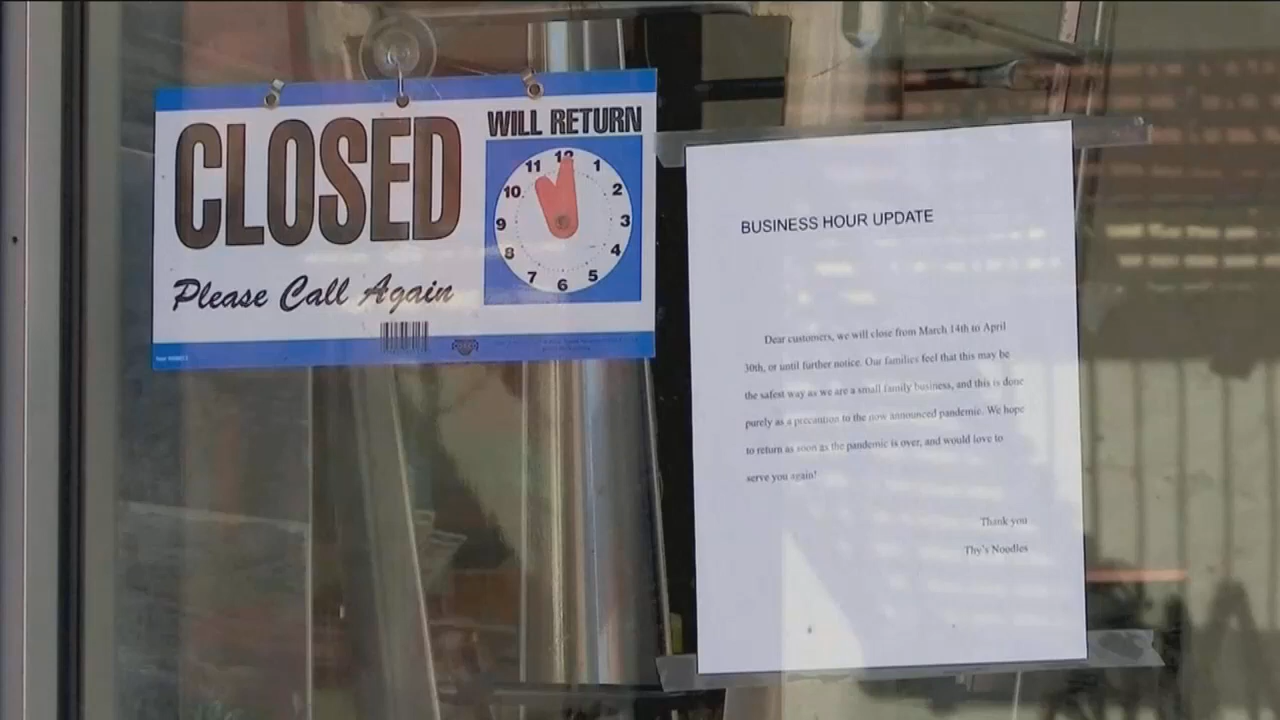 CLOSED
Please Call Again
WILL RETURN
12
11 1
10 2
9 3
8 4
7 5
6
BUSINESS HOUR UPDATE
Dear customers, we will close from March 14th to April
30th, or until further notice. Our families feel that this may be
the safest way as we are a small family business, and this is done
purely as a precaution to the now announced pandemic. We hope
to return as soon as the pandemic is over, and would love to
serve you again!
Thank you
Thy's Noodles